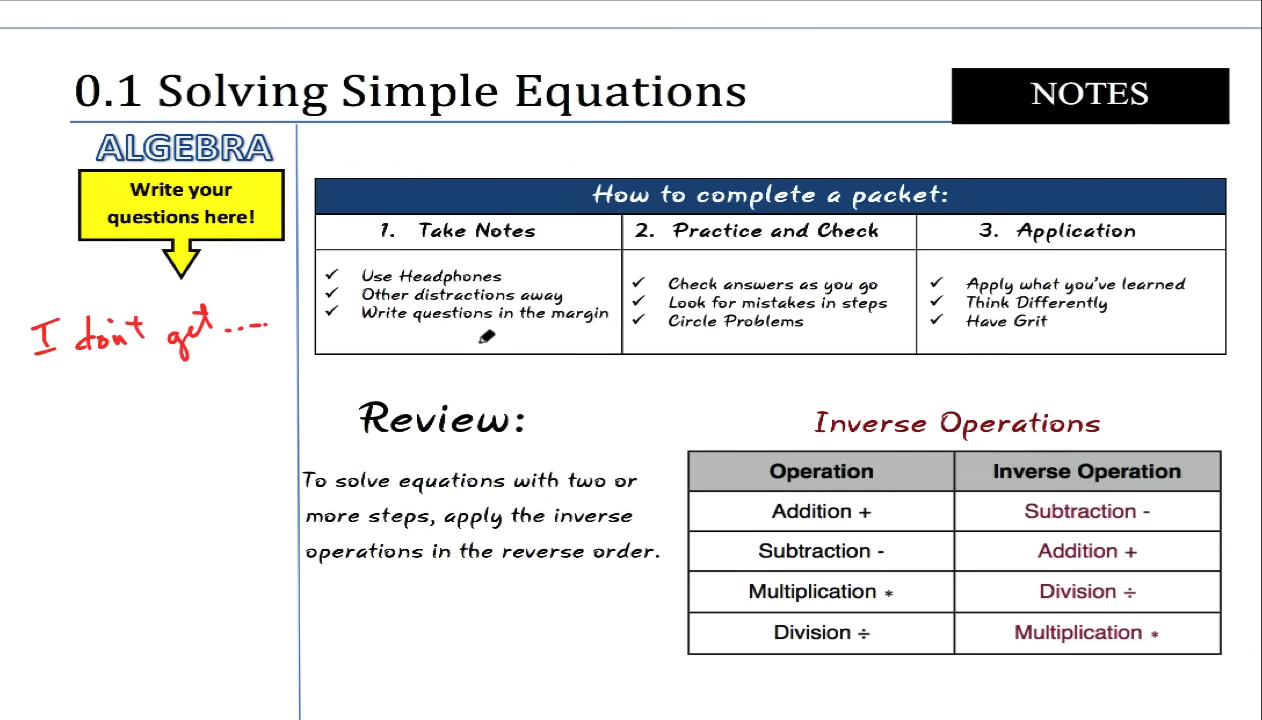 0.1 Solving Simple Equations
NOTES
ALGEBRA
Write your
questions here!
I don't get.....
How to complete a packet:
1. Take Notes
✓ Use Headphones
✓ Other distractions away
✓ Write questions in the margin
2. Practice and Check
✓ Check answers as you go
✓ Look for mistakes in steps
✓ Circle Problems
3. Application
✓ Apply what you've learned
✓ Think Differently
✓ Have Grit
Review:
To solve equations with two or
more steps, apply the inverse
operations in the reverse order.
Inverse Operations
Operation Inverse Operation
Addition + Subtraction -
Subtraction - Addition +
Multiplication * Division ÷
Division ÷ Multiplication *